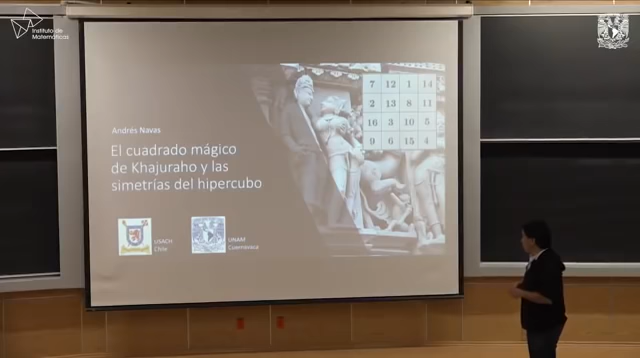 Instituto de
Matemáticas
Andrés Navas
El cuadrado mágico
de Khajuraho y las
simetrías del hipercubo
USACH
Chile
UNAM
Cuernavaca
7 12 1 14
2 13 8 11
16 3 10 5
9 6 15 4